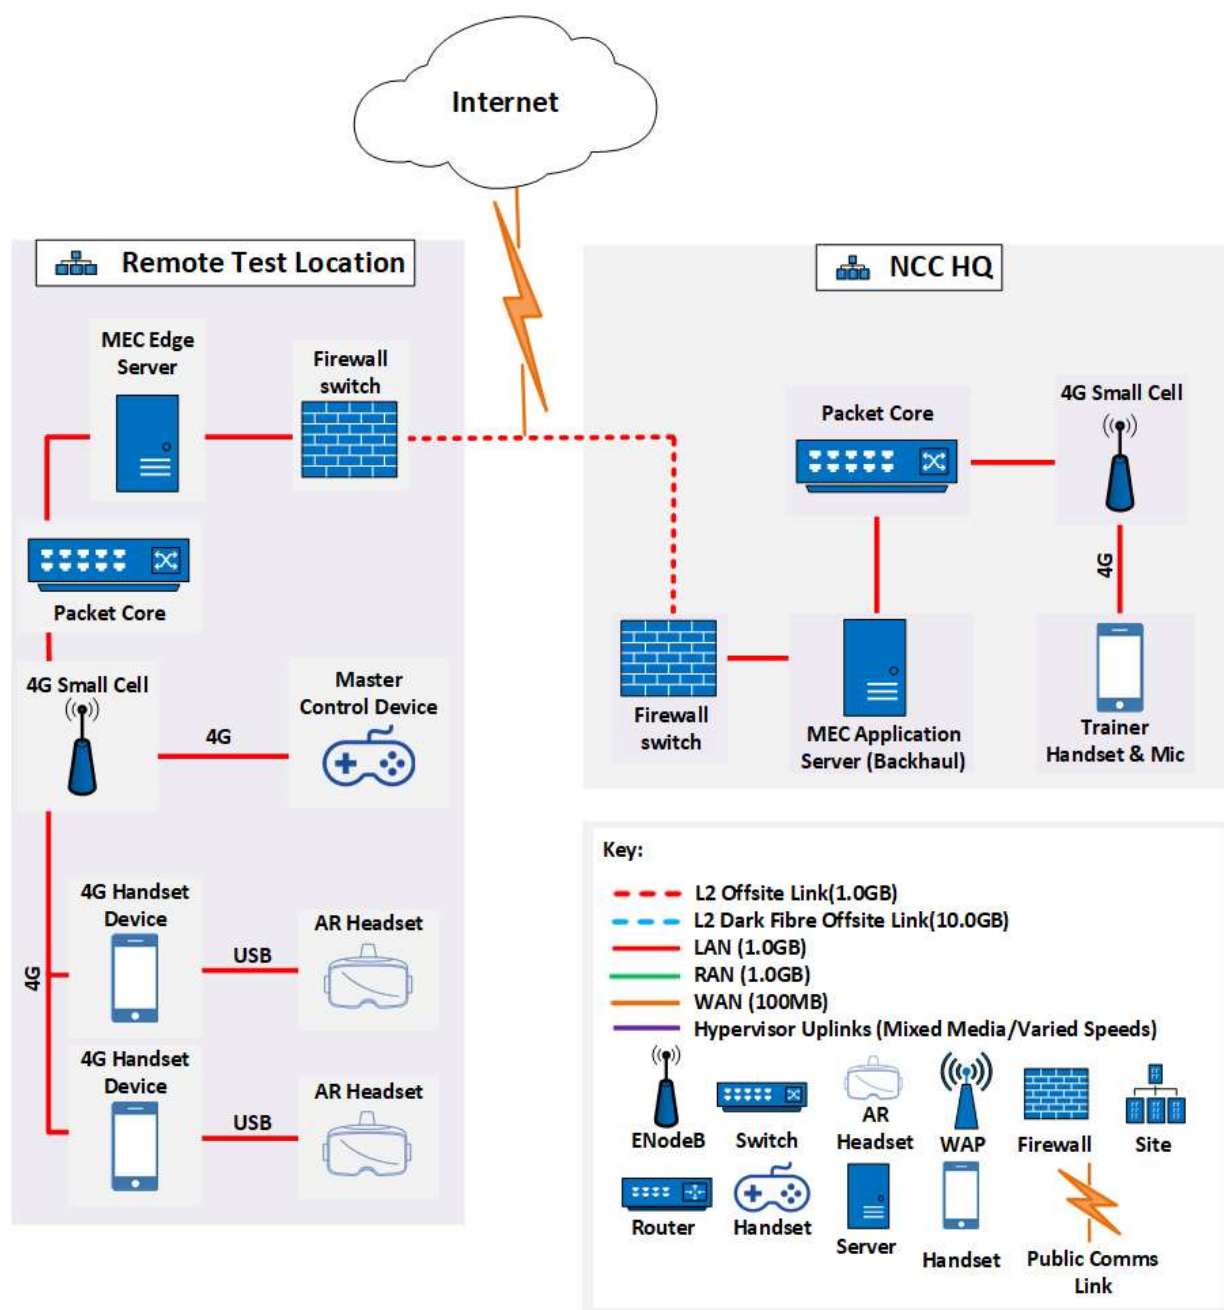 Internet
Remote Test Location
MEC Edge
Server
Firewall
switch
Packet Core
4G Small Cell
4G
Master
Control Device
4G
4G Handset
Device
USB
AR Headset
4G Handset
Device
USB
AR Headset
NCC HQ
Packet Core
4G Small Cell
4G
Firewall
switch
MEC Application
Server (Backhaul)
Trainer
Handset & Mic
Key:
L2 Offsite Link(1.0GB)
L2 Dark Fibre Offsite Link(10.0GB)
LAN (1.0GB)
RAN (1.0GB)
WAN (100MB)
Hypervisor Uplinks (Mixed Media/Varied Speeds)
ENodeB
Switch
AR
Headset
WAP
Firewall
Site
Router
Handset
Server
Handset
Public Comms
Link